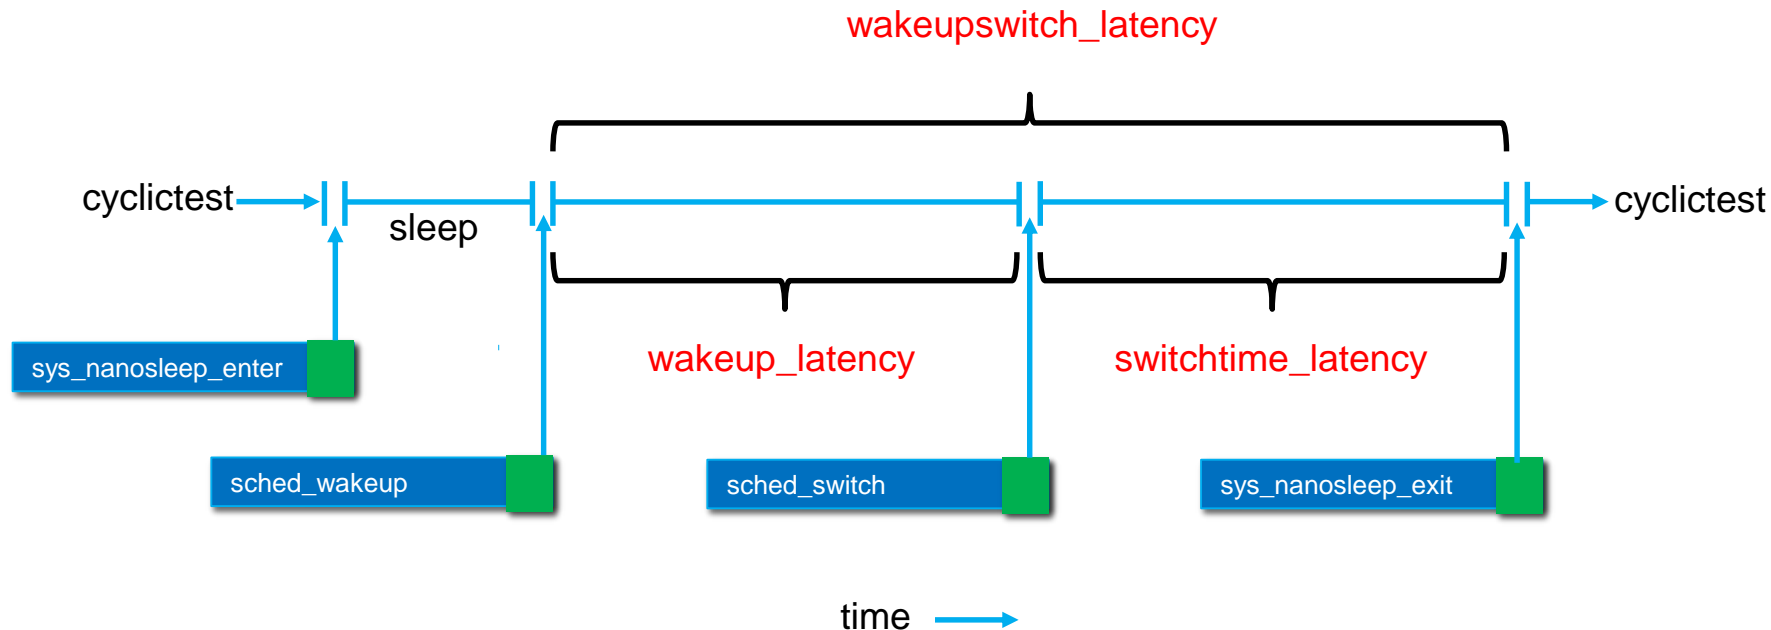 wakeupswitch_latency
cyclictest
sleep
cyclictest
wakeup_latency
switchtime_latency
sys_nanosleep_enter
sched_wakeup
sched_switch
sys_nanosleep_exit
time